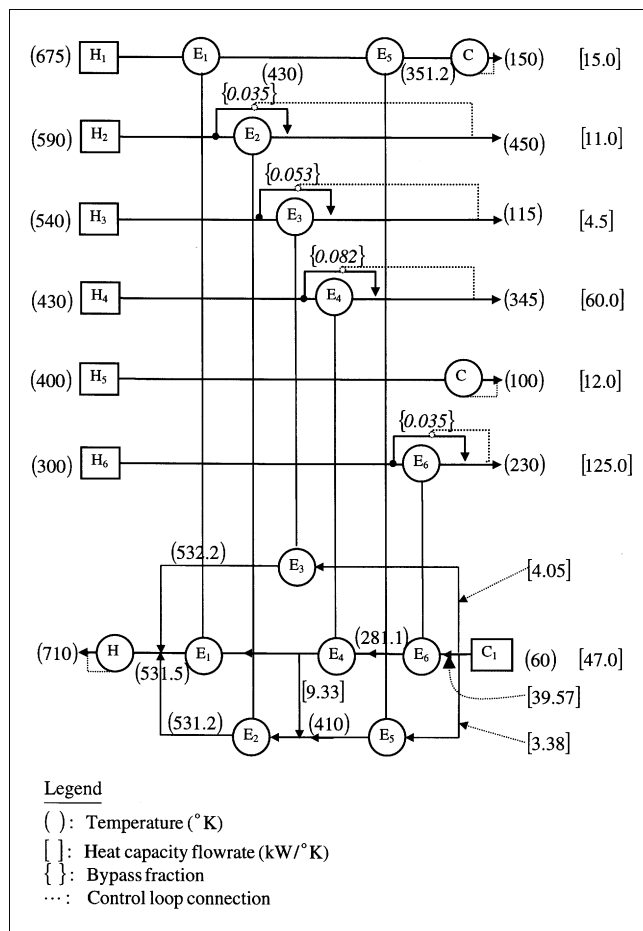 (675) H1 E1 E5 C (150) [15.0]
(430) (351.2)
{0.035}
(590) H2 E2 (450) [11.0]
{0.053}
(540) H3 E3 (115) [4.5]
{0.082}
(430) H4 E4 (345) [60.0]
(400) H5 C (100) [12.0]
{0.035}
(300) H6 E6 (230) [125.0]
(532.2)
E3 [4.05]
(281.1)
(710) H E1 E4 E6 C1 (60) [47.0]
(531.5)
[9.33] [39.57]
(531.2) (410)
E2 E5 [3.38]
Legend
( ) : Temperature (°K)
[ ] : Heat capacity flowrate (kW/°K)
{ } : Bypass fraction
··· : Control loop connection